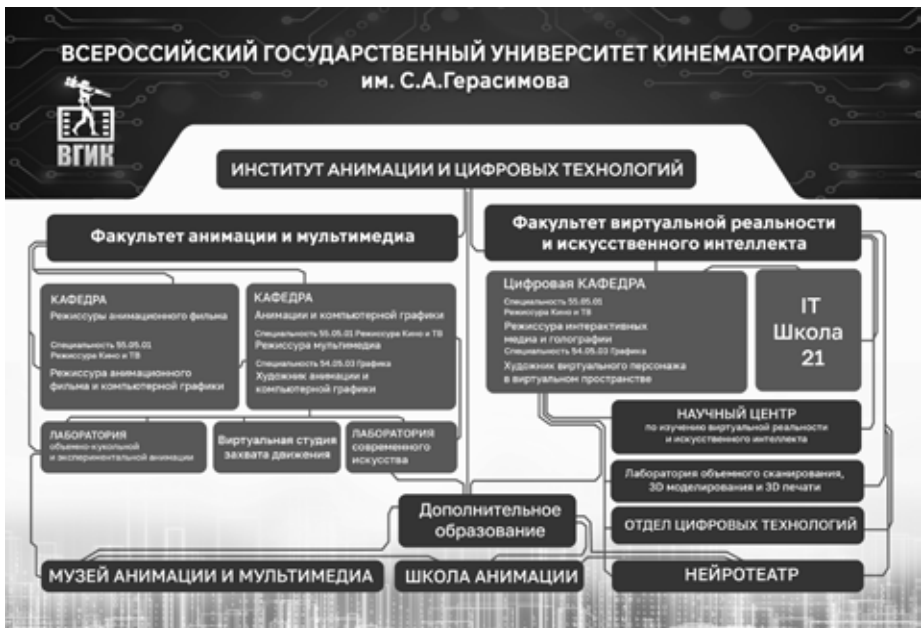 ВСЕРОССИЙСКИЙ ГОСУДАРСТВЕННЫЙ УНИВЕРСИТЕТ КИНЕМАТОГРАФИИ
им. С.А.Герасимова
ВГИК
ИНСТИТУТ АНИМАЦИИ И ЦИФРОВЫХ ТЕХНОЛОГИЙ
Факультет анимации и мультимедиа
Факультет виртуальной реальности
и искусственного интеллекта
КАФЕДРА
Режиссуры анимационного фильма
Специальность 55.05.01
Режиссура Кино и ТВ
Режиссура анимационного
фильма и компьютерной графики
КАФЕДРА
Анимации и компьютерной графики
Специальность 55.05.01 Режиссура Кино и ТВ
Режиссура мультимедиа
Специальность 54.05.03 Графика
Художник анимации и
компьютерной графики
Цифровая КАФЕДРА
Специальность 55.05.01
Режиссура Кино и ТВ
Режиссура интерактивных
медиа и голографии
Специальность 54.05.03 Графика
Художник виртуального персонажа
в виртуальном пространстве
IT
Школа
21
ЛАБОРАТОРИЯ
объемно-кукольной
и экспериментальной анимации
Виртуальная студия
захвата движения
ЛАБОРАТОРИЯ
современного
искусства
НАУЧНЫЙ ЦЕНТР
по изучению виртуальной реальности
и искусственного интеллекта
Лаборатория объемного сканирования,
3D моделирования и 3D печати
Дополнительное
образование
ОТДЕЛ ЦИФРОВЫХ ТЕХНОЛОГИЙ
МУЗЕЙ АНИМАЦИИ И МУЛЬТИМЕДИА
ШКОЛА АНИМАЦИИ
НЕЙРОТЕАТР